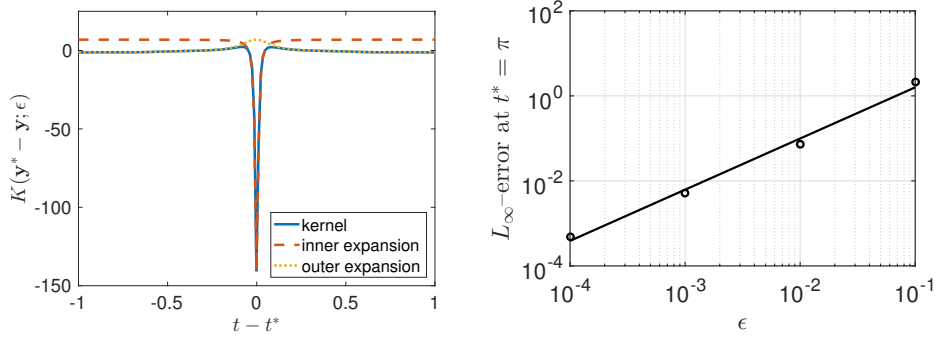 K(y* − y; ϵ)
0
-50
-100
-150
kernel
inner expansion
outer expansion
-1
-0.5
0
0.5
1
t − t*
L∞−error at t* = π
10^2
10^0
10^-2
10^-4
10^-4
10^-3
10^-2
10^-1
ϵ